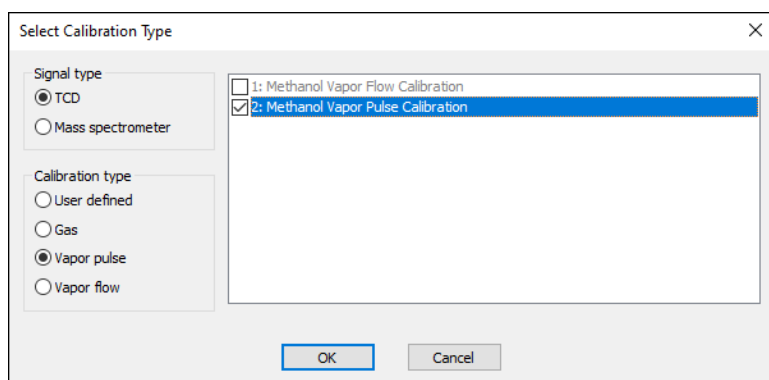 Select Calibration Type
Signal type
TCD
Mass spectrometer
Calibration type
User defined
Gas
Vapor pulse
Vapor flow
1: Methanol Vapor Flow Calibration
2: Methanol Vapor Pulse Calibration
OK
Cancel